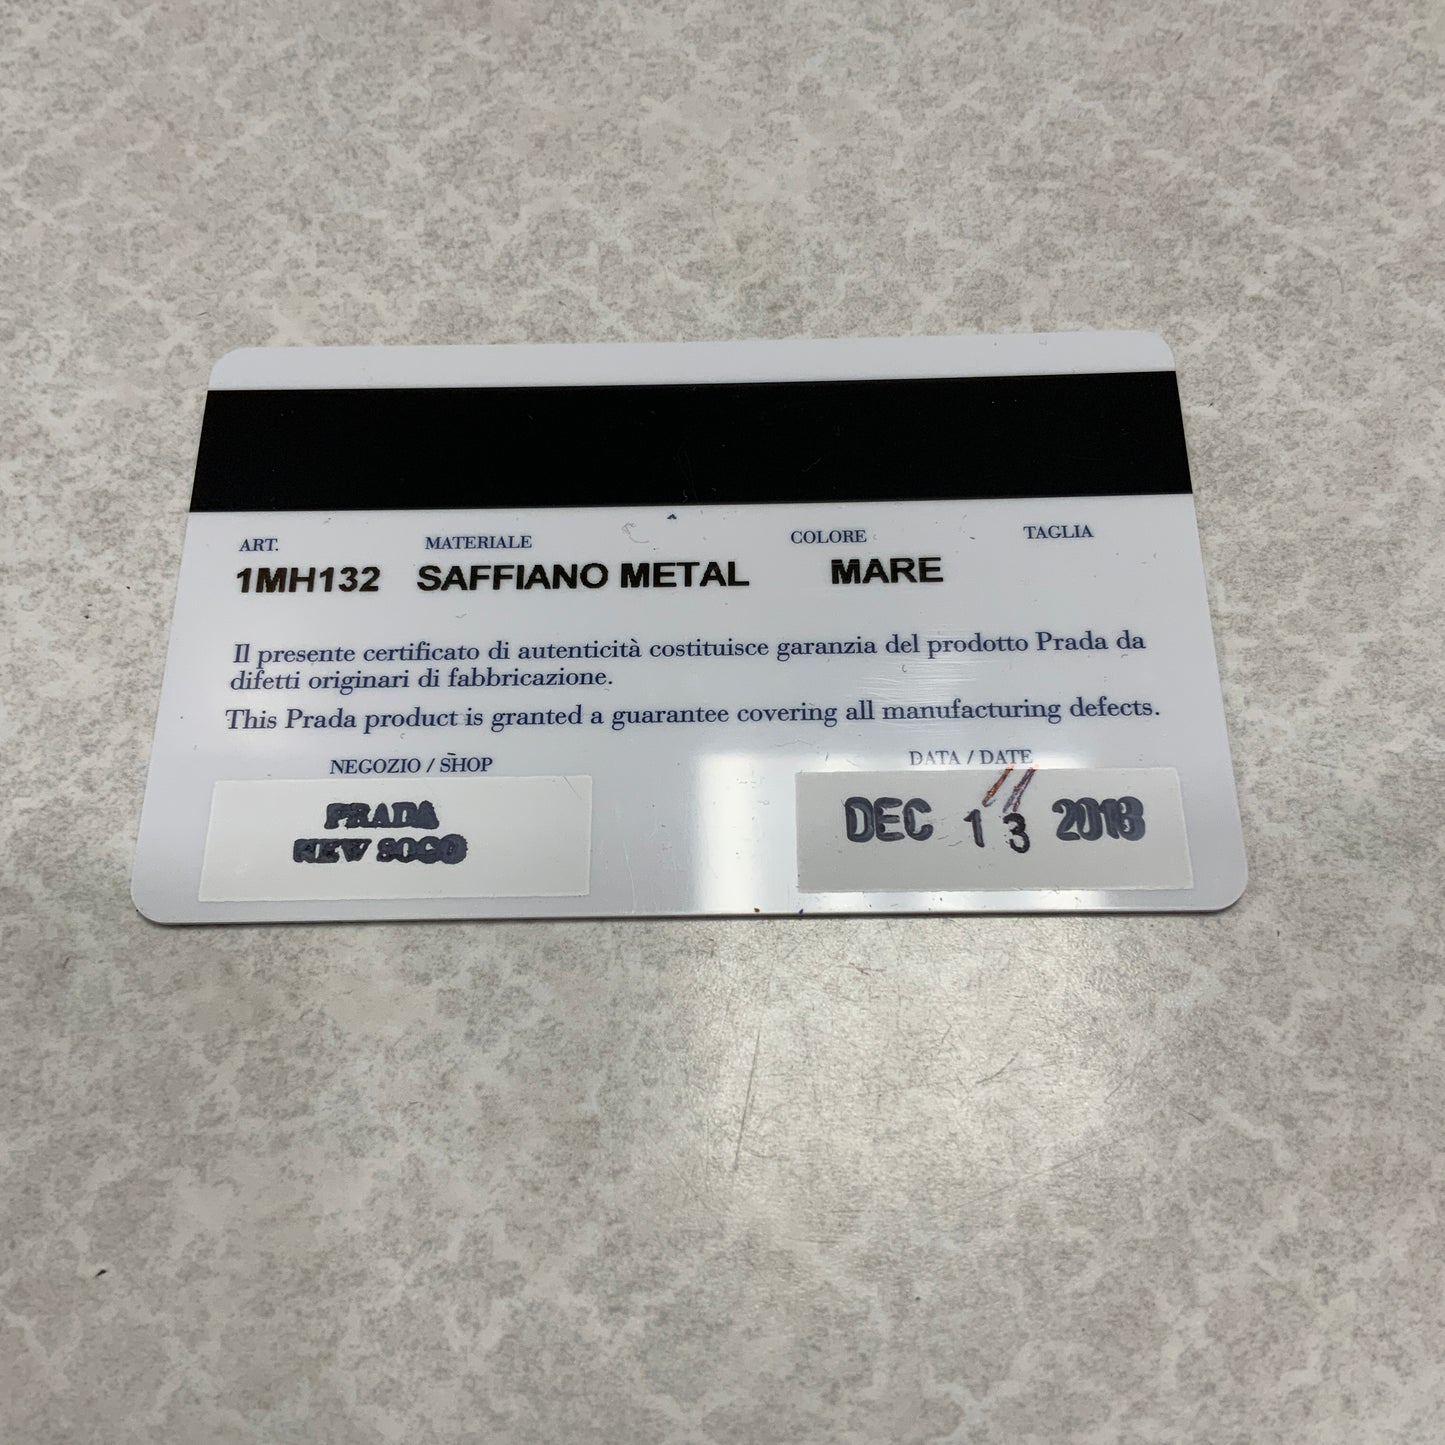 ART. MATERIALE COLORE TAGLIA
1MH132 SAFFIANO METAL MARE
Il presente certificato di autenticità costituisce garanzia del prodotto Prada da
difetti originari di fabbricazione.
This Prada product is granted a guarantee covering all manufacturing defects.
NEGOZIO / SHOP DATA / DATE
PRADA
NEW SOGO
DEC 13